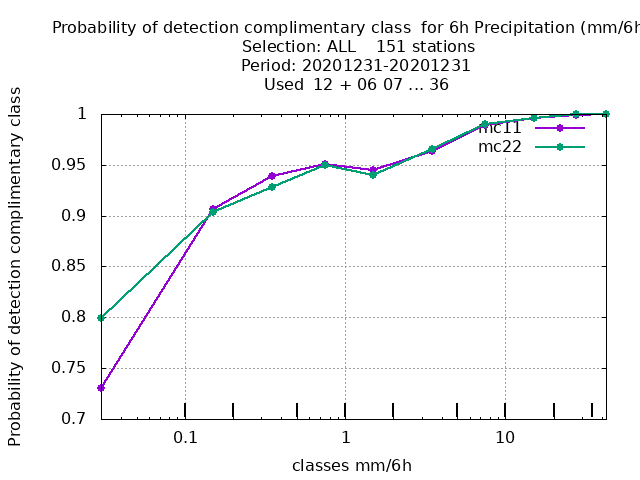 Probability of detection complimentary class  for 6h Precipitation (mm/6h
Selection: ALL    151 stations
Period: 20201231-20201231
Used  12 + 06 07 ... 36
Probability of detection complimentary class
1
0.95
0.9
0.85
0.8
0.75
0.7
mc11
mc22
0.1
1
10
classes mm/6h